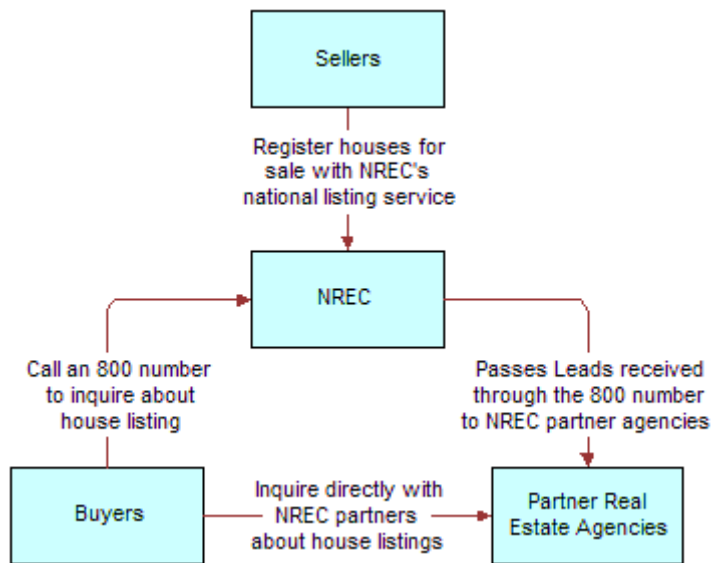 Sellers
Register houses for
sale with NREC's
national listing service
NREC
Call an 800 number
to inquire about
house listing
Passes Leads received
through the 800 number
to NREC partner agencies
Buyers
Inquire directly with
NREC partners
about house listings
Partner Real
Estate Agencies